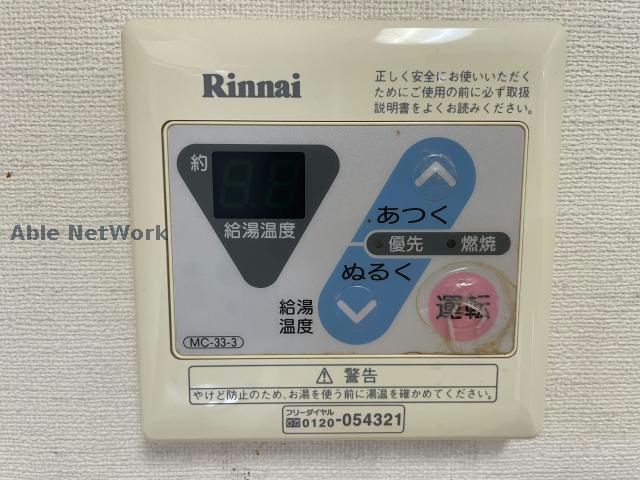 Rinnai
正しく安全にお使いいただく
ためにご使用の前に必ず取扱
説明書をよくお読みください。
約
給湯温度
あつく
優先 燃焼
ぬるく
給湯
温度
運転
MC-33-3
Able NetWork
⚠ 警告
やけど防止のため、お湯を使う前に湯温を確かめてください。
フリーダイヤル
0120-054321